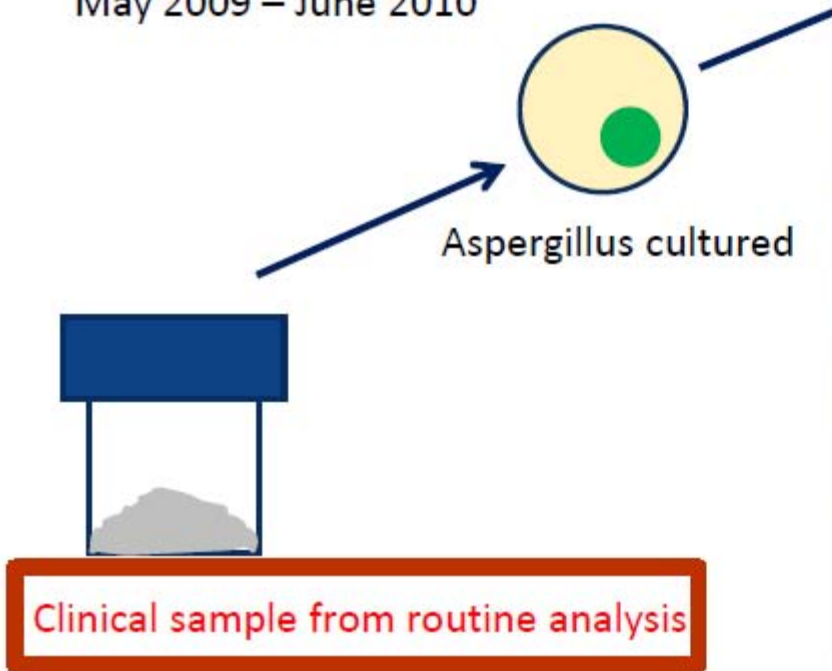 May 2009 – June 2010
Aspergillus cultured
Clinical sample from routine analysis